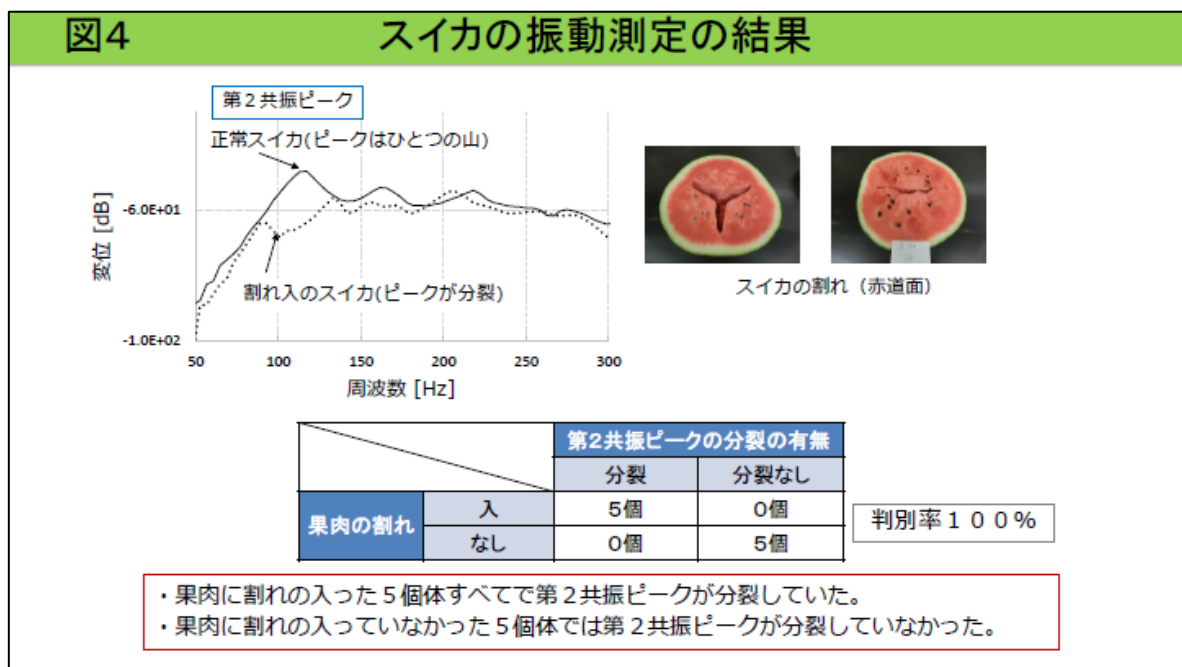 図4 スイカの振動測定の結果
第2共振ピーク
正常スイカ(ピークはひとつの山)
変位 [dB]
-6.0E+01
割れ入のスイカ(ピークが分裂)
-1.0E+02
50 100 150 200 250 300
周波数 [Hz]
スイカの割れ（赤道面）
第2共振ピークの分裂の有無
分裂 分裂なし
果肉の割れ 入 5個 0個
なし 0個 5個
判別率１００%
・果肉に割れの入った５個体すべてで第２共振ピークが分裂していた。
・果肉に割れの入っていなかった５個体では第２共振ピークが分裂していなかった。